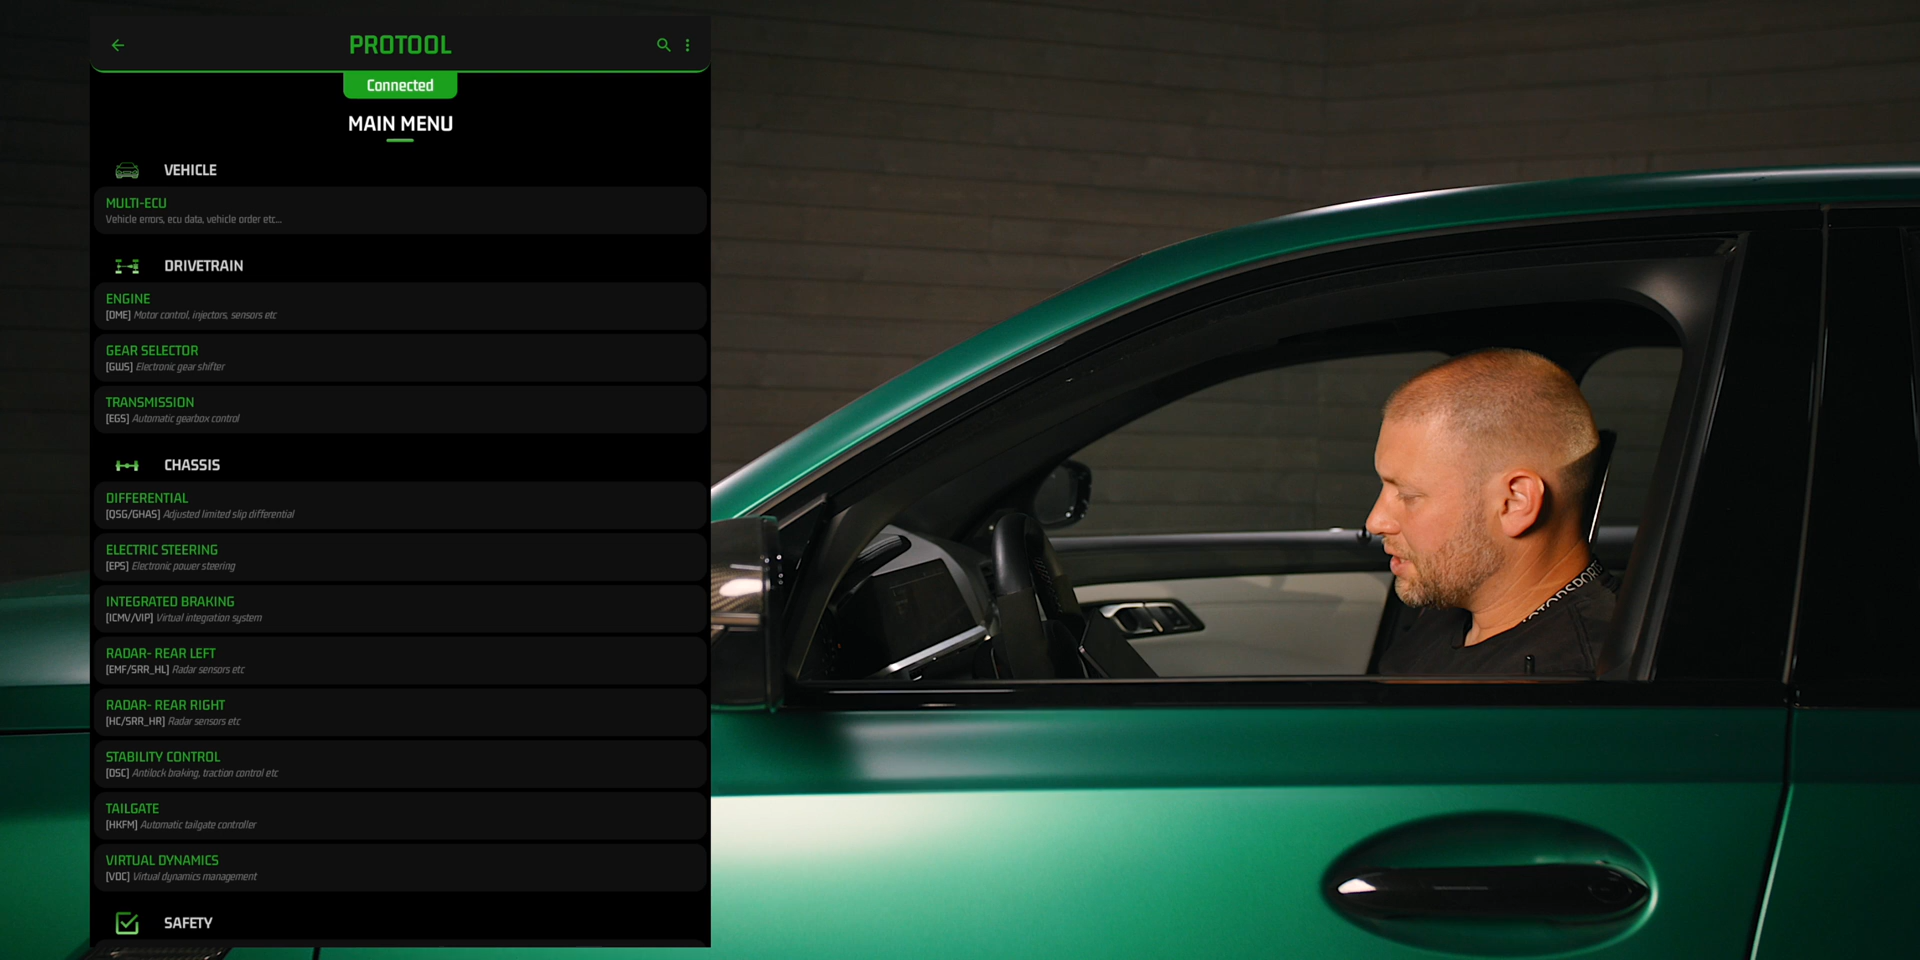 PROTOOL
Connected
MAIN MENU
VEHICLE
MULTI-ECU
Vehicle errors, ecu data, vehicle order etc...
DRIVETRAIN
ENGINE
[DME] Motor control, injectors, sensors etc
GEAR SELECTOR
[GWS] Electronic gear shifter
TRANSMISSION
[EGS] Automatic gearbox control
CHASSIS
DIFFERENTIAL
[QSG/GHAS] Adjusted limited slip differential
ELECTRIC STEERING
[EPS] Electronic power steering
INTEGRATED BRAKING
[ICMV/VIP] Virtual integration system
RADAR- REAR LEFT
[EMF/SRR_HL] Radar sensors etc
RADAR- REAR RIGHT
[HC/SRR_HR] Radar sensors etc
STABILITY CONTROL
[DSC] Antilock braking, traction control etc
TAILGATE
[HKFM] Automatic tailgate controller
VIRTUAL DYNAMICS
[VDC] Virtual dynamics management
SAFETY